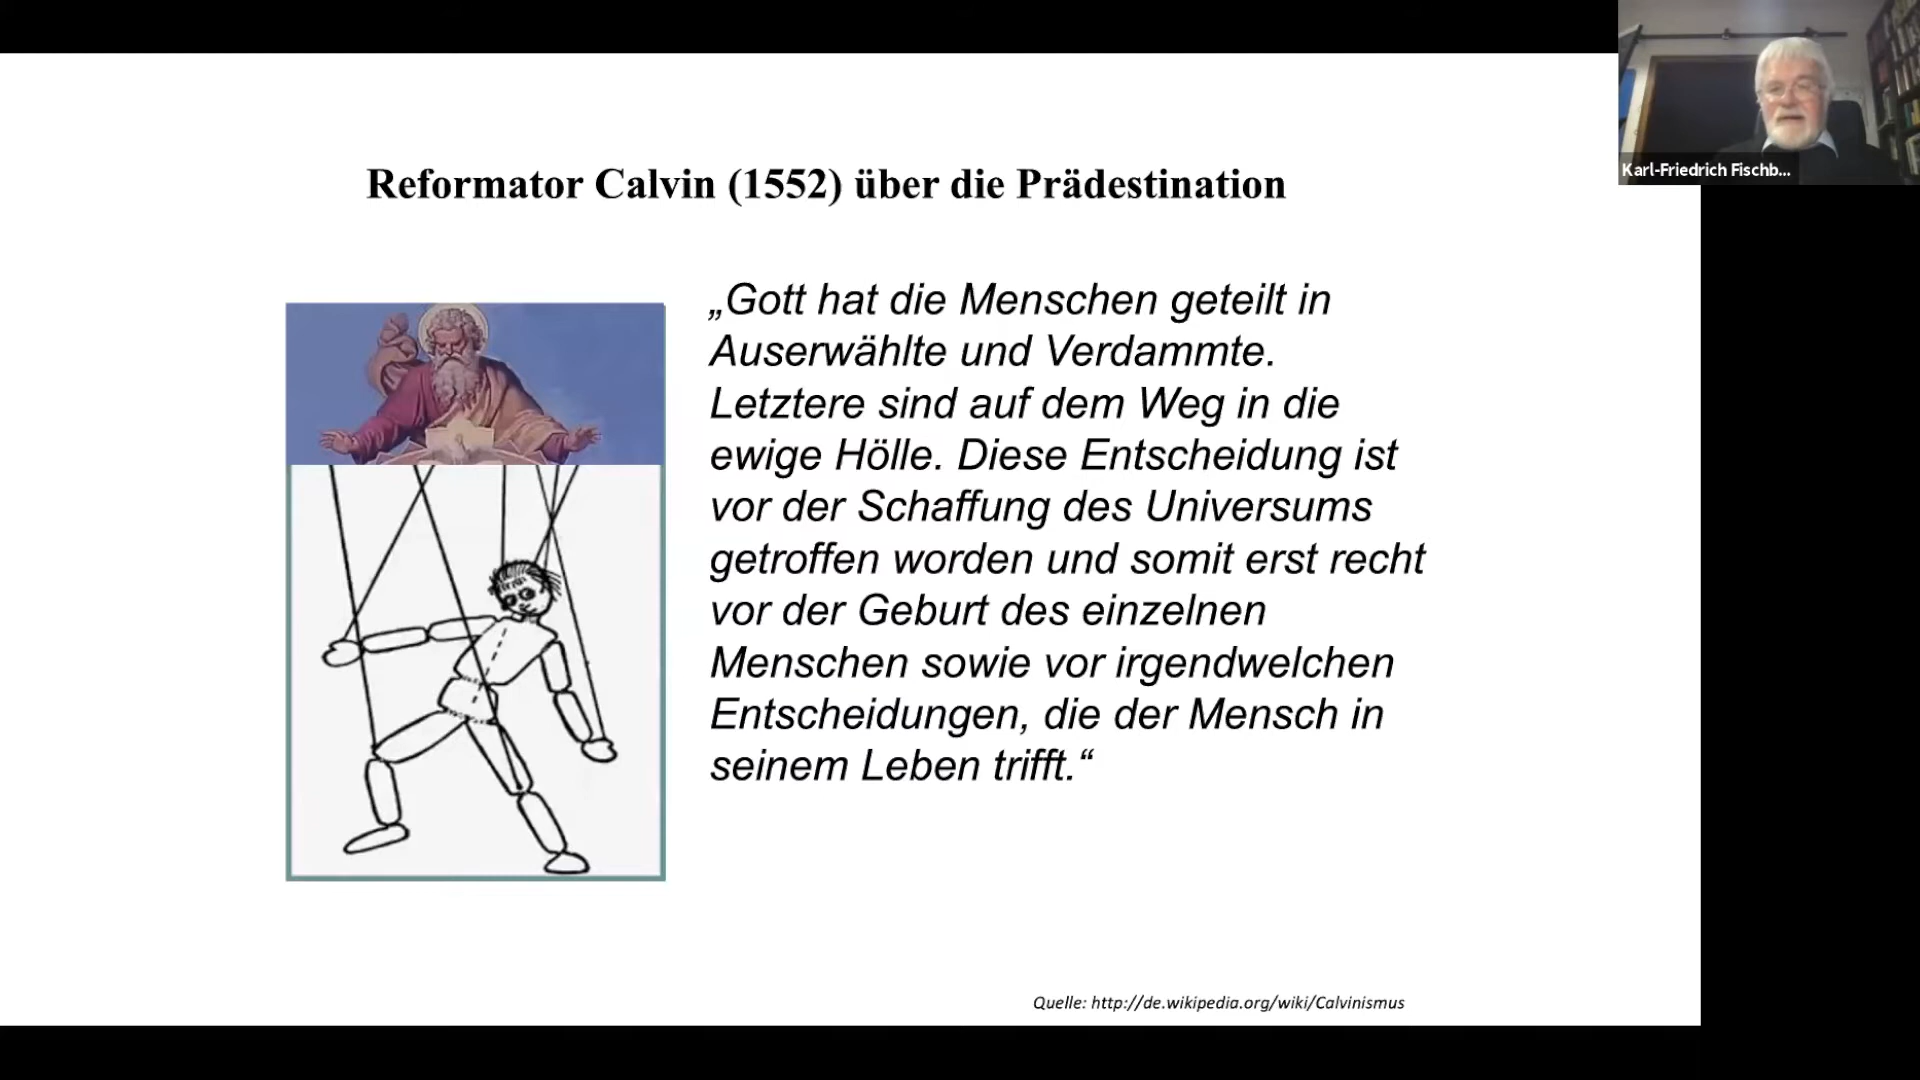 Karl-Friedrich Fischb...
Reformator Calvin (1552) über die Prädestination
„Gott hat die Menschen geteilt in
Auserwählte und Verdammte.
Letztere sind auf dem Weg in die
ewige Hölle. Diese Entscheidung ist
vor der Schaffung des Universums
getroffen worden und somit erst recht
vor der Geburt des einzelnen
Menschen sowie vor irgendwelchen
Entscheidungen, die der Mensch in
seinem Leben trifft.“
Quelle: http://de.wikipedia.org/wiki/Calvinismus